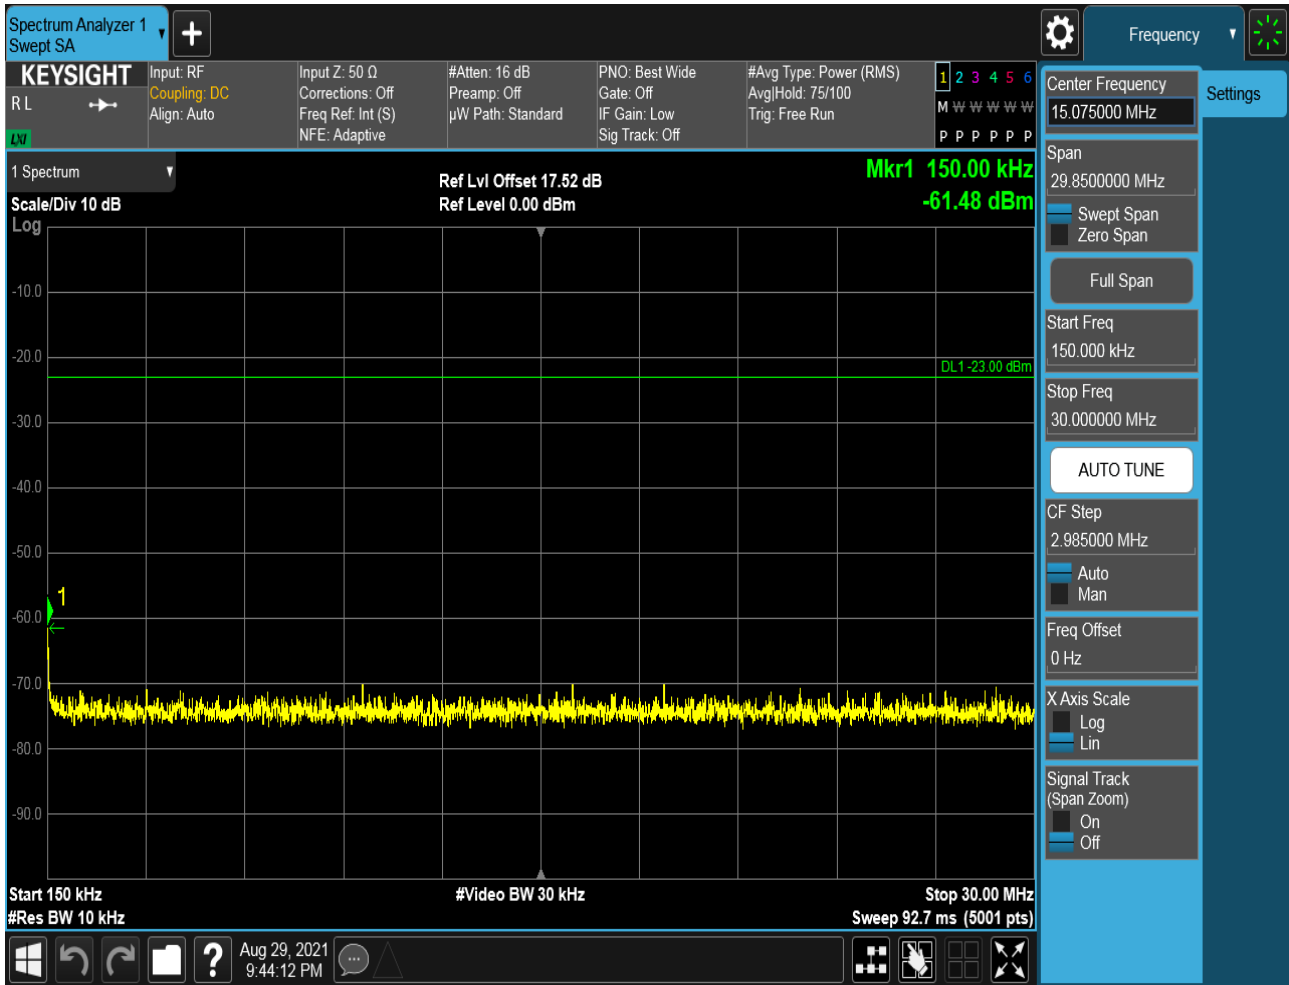 Spectrum Analyzer 1
Swept SA
Frequency
KEYSIGHT
R L
LXI
Input: RF
Coupling: DC
Align: Auto
Input Z: 50 Ω
Corrections: Off
Freq Ref: Int (S)
NFE: Adaptive
#Atten: 16 dB
Preamp: Off
µW Path: Standard
PNO: Best Wide
Gate: Off
IF Gain: Low
Sig Track: Off
#Avg Type: Power (RMS)
Avg|Hold: 75/100
Trig: Free Run
1 2 3 4 5 6
M W W W W W
P P P P P P
1 Spectrum
Scale/Div 10 dB
Log
Ref Lvl Offset 17.52 dB
Ref Level 0.00 dBm
Mkr1 150.00 kHz
-61.48 dBm
-10.0
-20.0
DL1 -23.00 dBm
-30.0
-40.0
-50.0
1
-60.0
-70.0
-80.0
-90.0
Start 150 kHz
#Video BW 30 kHz
Stop 30.00 MHz
#Res BW 10 kHz
Sweep 92.7 ms (5001 pts)
?
Aug 29, 2021
9:44:12 PM
Center Frequency
15.075000 MHz
Settings
Span
29.8500000 MHz
Swept Span
Zero Span
Full Span
Start Freq
150.000 kHz
Stop Freq
30.000000 MHz
AUTO TUNE
CF Step
2.985000 MHz
Auto
Man
Freq Offset
0 Hz
X Axis Scale
Log
Lin
Signal Track
(Span Zoom)
On
Off